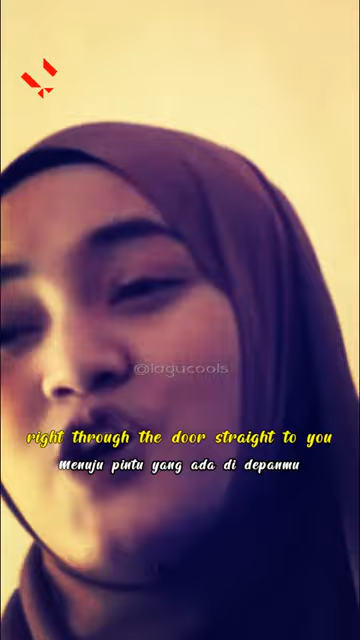 @lagucools
right through the door straight to you
menuju pintu yang ada di depanmu